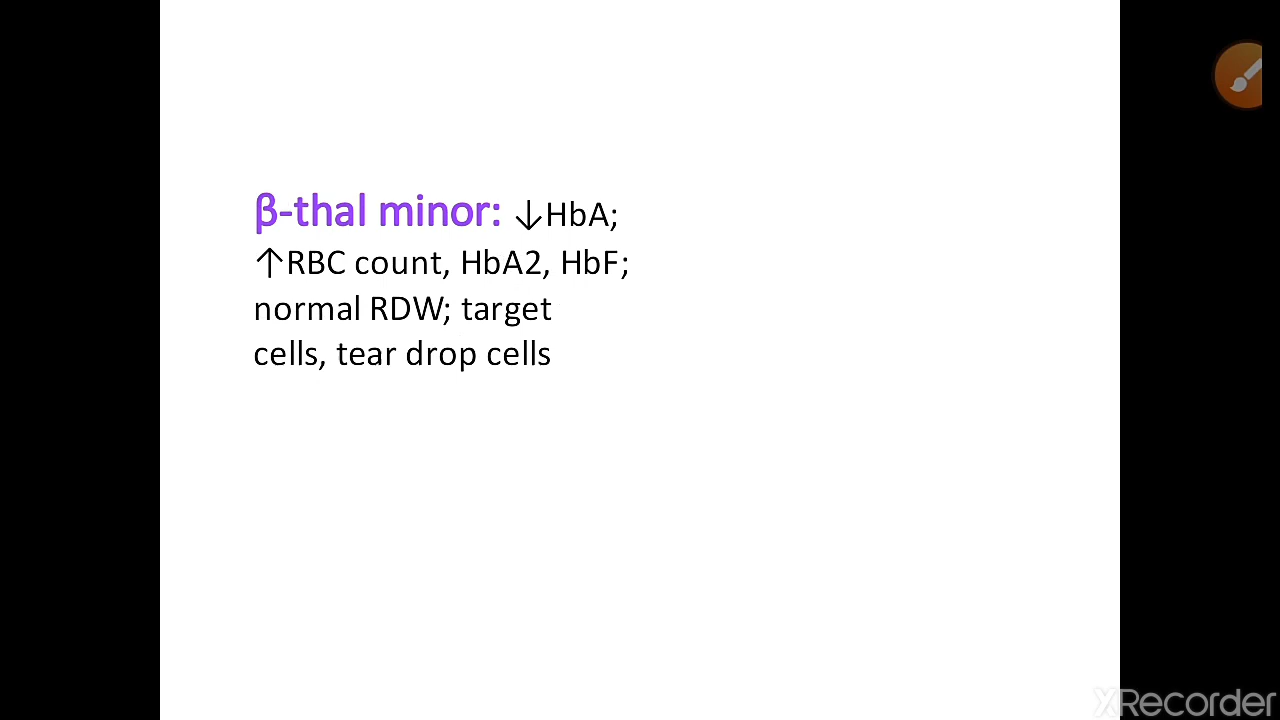 β-thal minor: ↓HbA;
↑RBC count, HbA2, HbF;
normal RDW; target
cells, tear drop cells
XRecorder